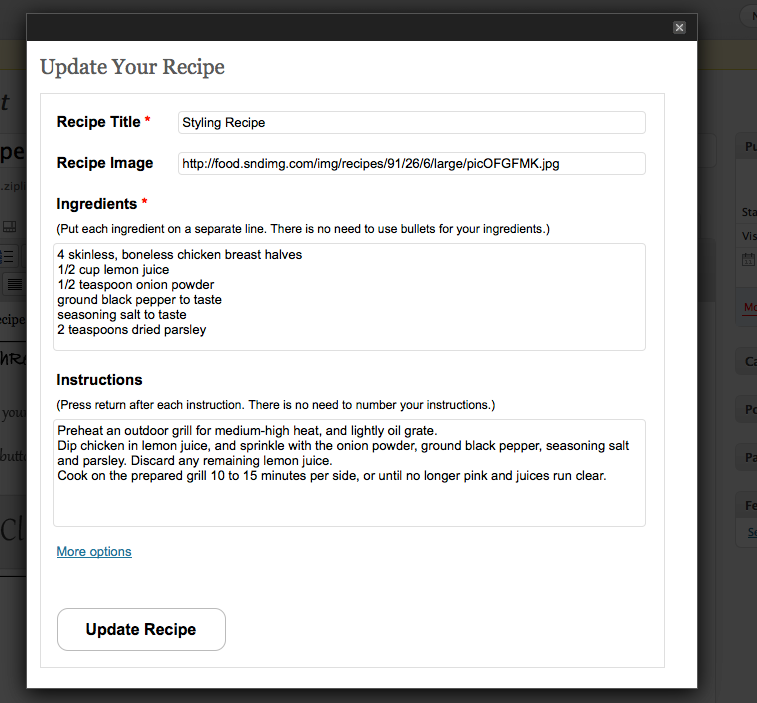 Update Your Recipe
Recipe Title *
Styling Recipe
Recipe Image
http://food.sndimg.com/img/recipes/91/26/6/large/picOFGFMK.jpg
Ingredients *
(Put each ingredient on a separate line. There is no need to use bullets for your ingredients.)
4 skinless, boneless chicken breast halves
1/2 cup lemon juice
1/2 teaspoon onion powder
ground black pepper to taste
seasoning salt to taste
2 teaspoons dried parsley
Instructions
(Press return after each instruction. There is no need to number your instructions.)
Preheat an outdoor grill for medium-high heat, and lightly oil grate.
Dip chicken in lemon juice, and sprinkle with the onion powder, ground black pepper, seasoning salt
and parsley. Discard any remaining lemon juice.
Cook on the prepared grill 10 to 15 minutes per side, or until no longer pink and juices run clear.
More options
Update Recipe